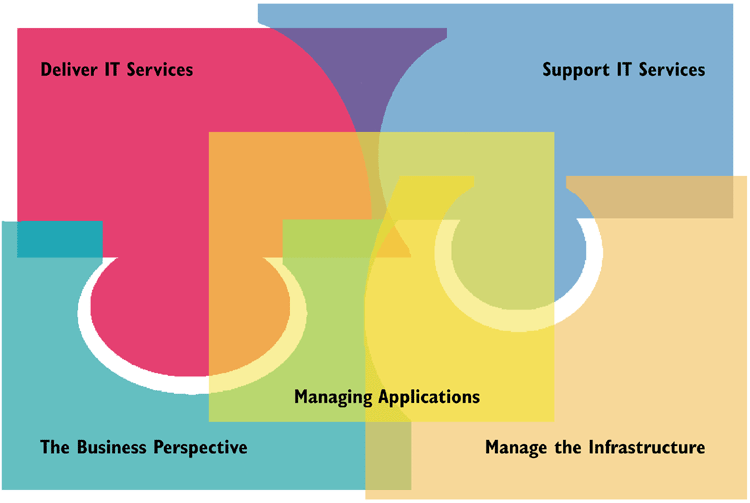 Deliver IT Services
Support IT Services
Managing Applications
The Business Perspective
Manage the Infrastructure